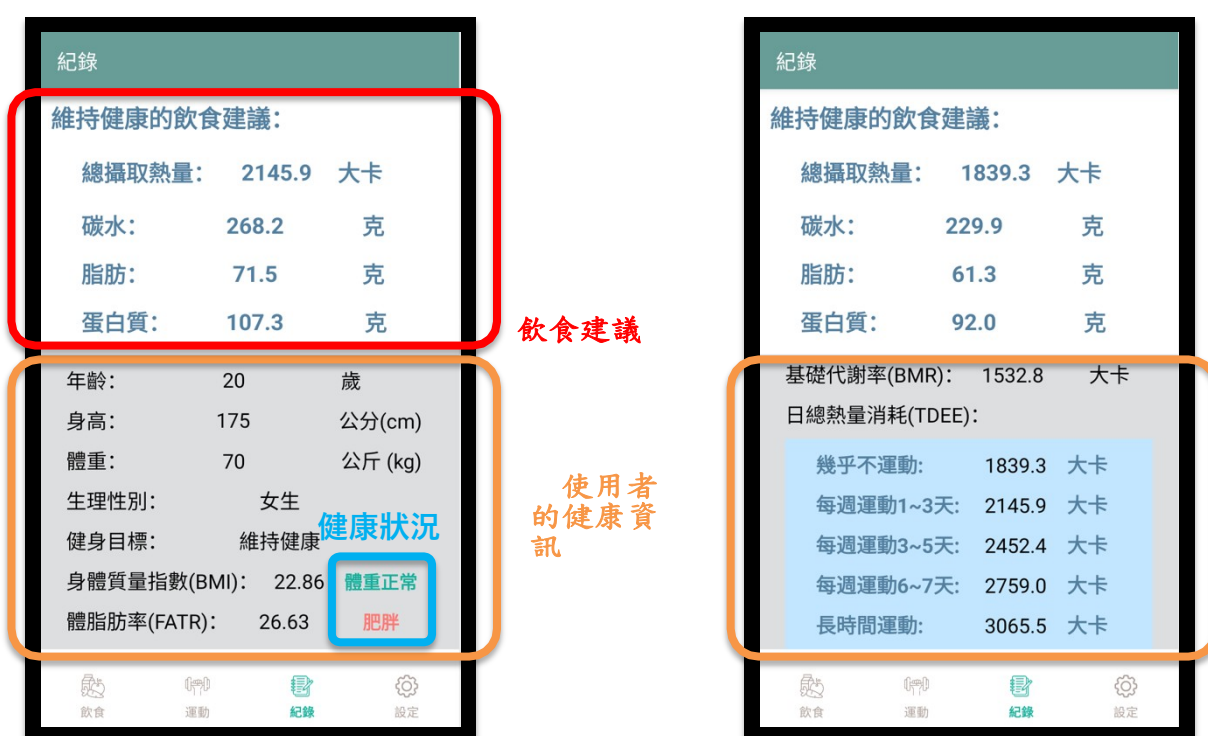 紀錄
維持健康的飲食建議：
總攝取熱量： 2145.9 大卡
碳水： 268.2 克
脂肪： 71.5 克
蛋白質： 107.3 克
飲食建議
年齡： 20 歲
身高： 175 公分(cm)
體重： 70 公斤 (kg)
生理性別： 女生
健康狀況
健身目標： 維持健康
身體質量指數(BMI)： 22.86 體重正常
體脂肪率(FATR)： 26.63 肥胖
飲食 運動 紀錄 設定
使用者
的健康資
訊
紀錄
維持健康的飲食建議：
總攝取熱量： 1839.3 大卡
碳水： 229.9 克
脂肪： 61.3 克
蛋白質： 92.0 克
基礎代謝率(BMR)： 1532.8 大卡
日總熱量消耗(TDEE)：
幾乎不運動: 1839.3 大卡
每週運動1~3天: 2145.9 大卡
每週運動3~5天: 2452.4 大卡
每週運動6~7天: 2759.0 大卡
長時間運動: 3065.5 大卡
飲食 運動 紀錄 設定